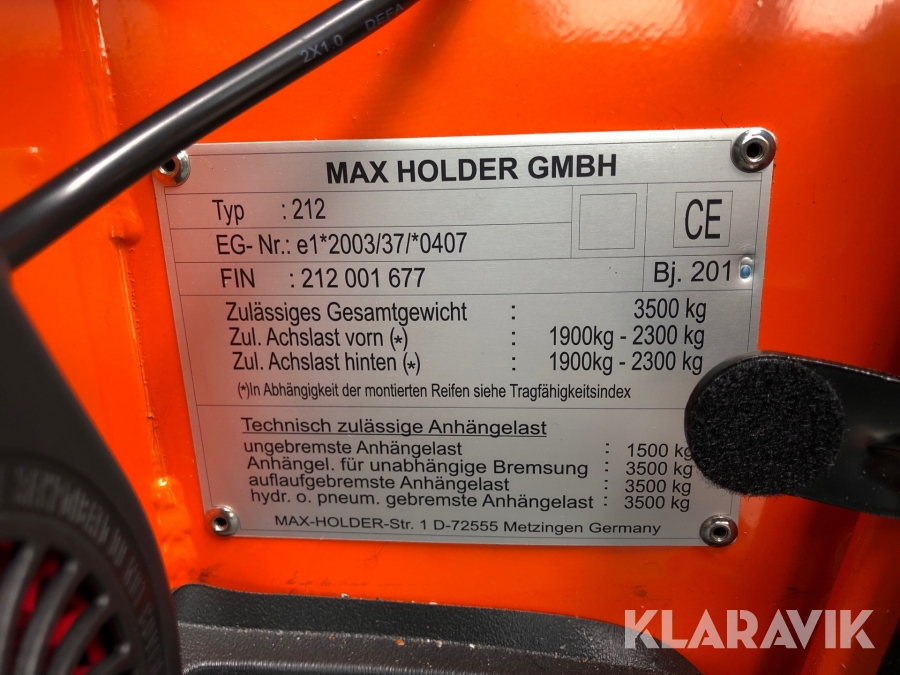 2X1.0 DEFA
MAX HOLDER GMBH
Typ : 212
CE
EG- Nr.: e1*2003/37/*0407
FIN : 212 001 677
Bj. 201
Zulässiges Gesamtgewicht : 3500 kg
Zul. Achslast vorn (*) : 1900kg - 2300 kg
Zul. Achslast hinten (*) : 1900kg - 2300 kg
(*)In Abhängigkeit der montierten Reifen siehe Tragfähigkeitsindex
Technisch zulässige Anhängelast
ungebremste Anhängelast : 1500 kg
Anhängel. für unabhängige Bremsung : 3500 kg
auflaufgebremste Anhängelast : 3500 kg
hydr. o. pneum. gebremste Anhängelast : 3500 kg
MAX-HOLDER-Str. 1 D-72555 Metzingen Germany
KLARAVIK